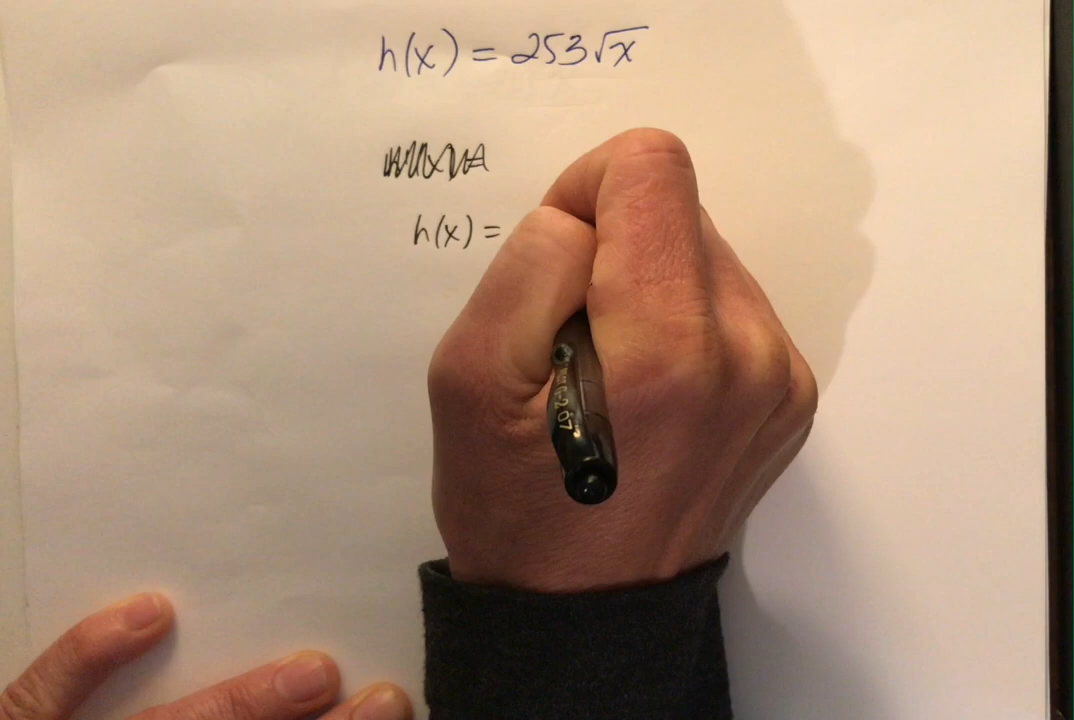 h(x) = 253√x
h(x) =